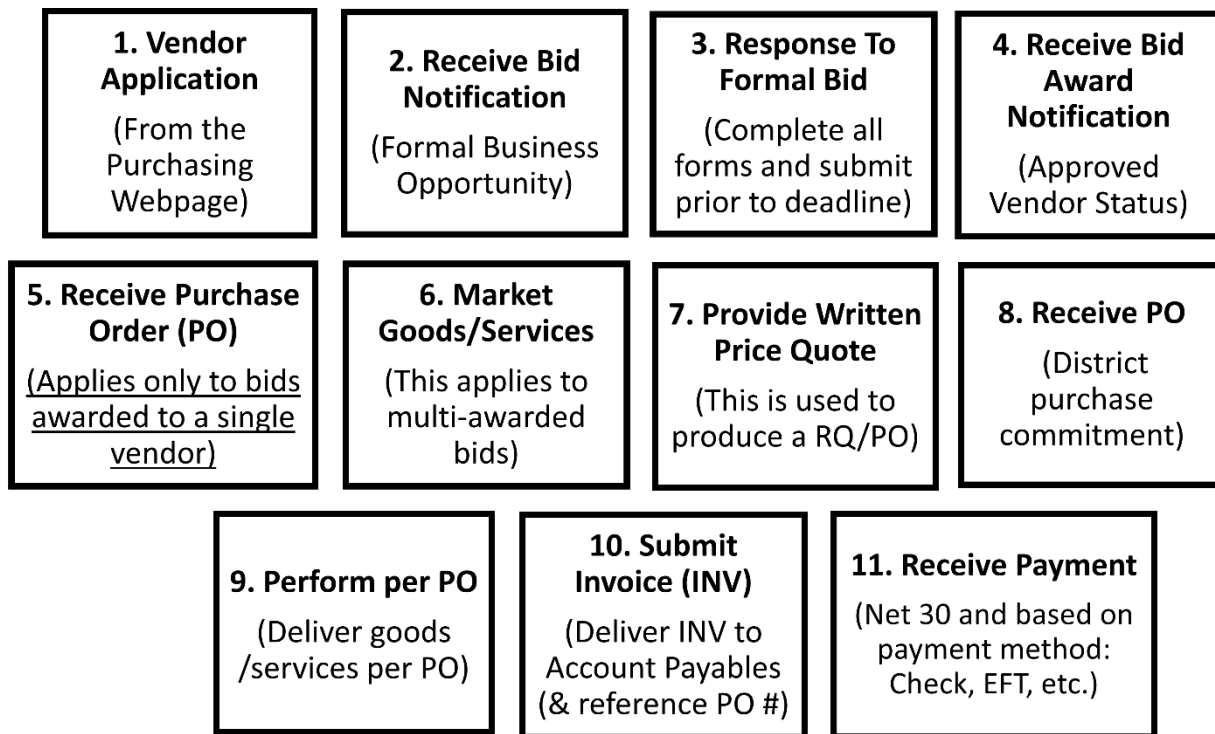 1. Vendor
Application
(From the
Purchasing
Webpage)
2. Receive Bid
Notification
(Formal Business
Opportunity)
3. Response To
Formal Bid
(Complete all
forms and submit
prior to deadline)
4. Receive Bid
Award
Notification
(Approved
Vendor Status)
5. Receive Purchase
Order (PO)
(Applies only to bids
awarded to a single
vendor)
6. Market
Goods/Services
(This applies to
multi-awarded
bids)
7. Provide Written
Price Quote
(This is used to
produce a RQ/PO)
8. Receive PO
(District
purchase
commitment)
9. Perform per PO
(Deliver goods
/services per PO)
10. Submit
Invoice (INV)
(Deliver INV to
Account Payables
(& reference PO #)
11. Receive Payment
(Net 30 and based on
payment method:
Check, EFT, etc.)